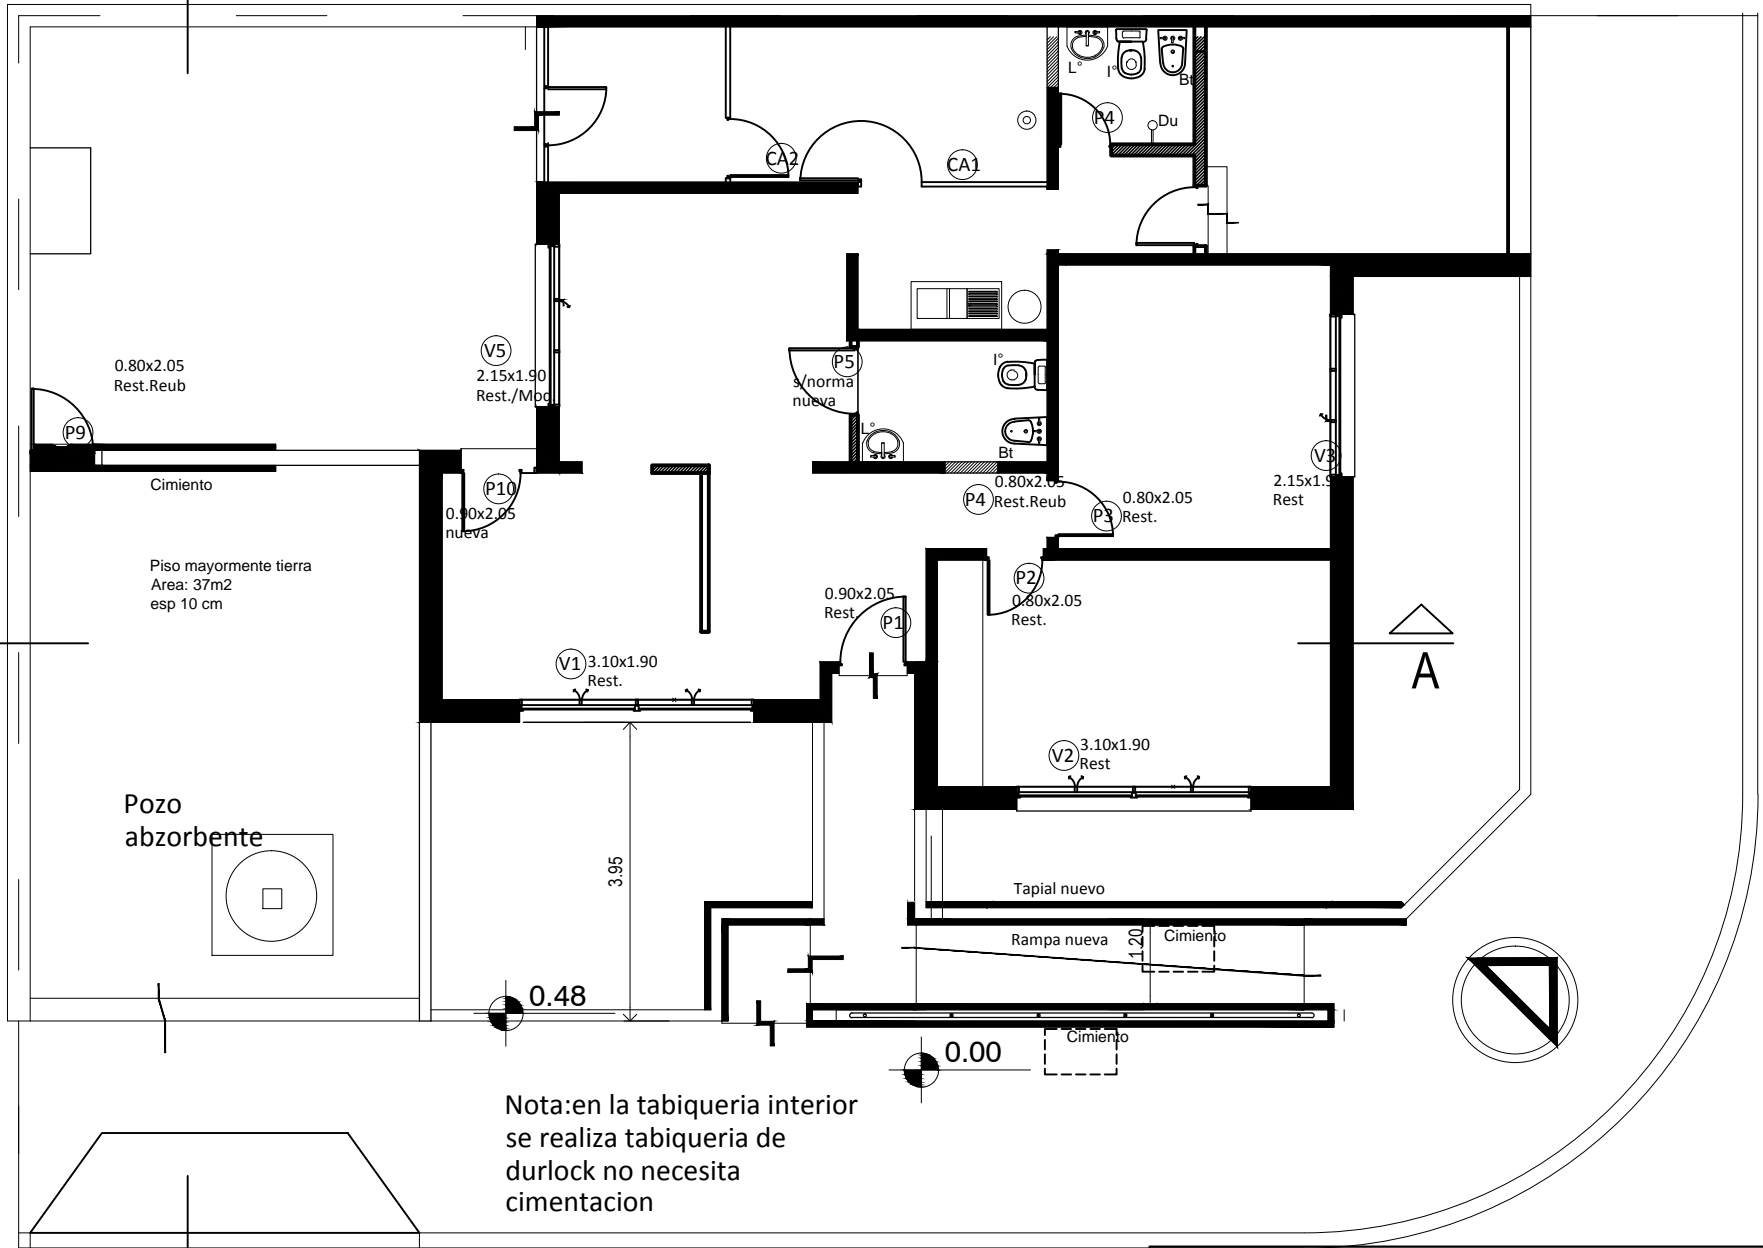 L°
I°
Bt
P4
Du
CA2
CA1
0.80x2.05
Rest.Reub
V5
2.15x1.90
Rest./Mod
P5
s/norma
nueva
I°
L°
Bt
P9
Cimiento
P10
0.90x2.05
nueva
P4
0.80x2.05
Rest.Reub
P3
0.80x2.05
Rest.
V3
2.15x1.9
Rest
Piso mayormente tierra
Area: 37m2
esp 10 cm
0.90x2.05
Rest.
P1
P2
0.80x2.05
Rest.
V1
3.10x1.90
Rest.
A
V2
3.10x1.90
Rest
Pozo
abzorbente
3.95
Tapial nuevo
Rampa nueva
1.20
Cimiento
0.48
Cimiento
0.00
Nota:en la tabiqueria interior
se realiza tabiqueria de
durlock no necesita
cimentacion